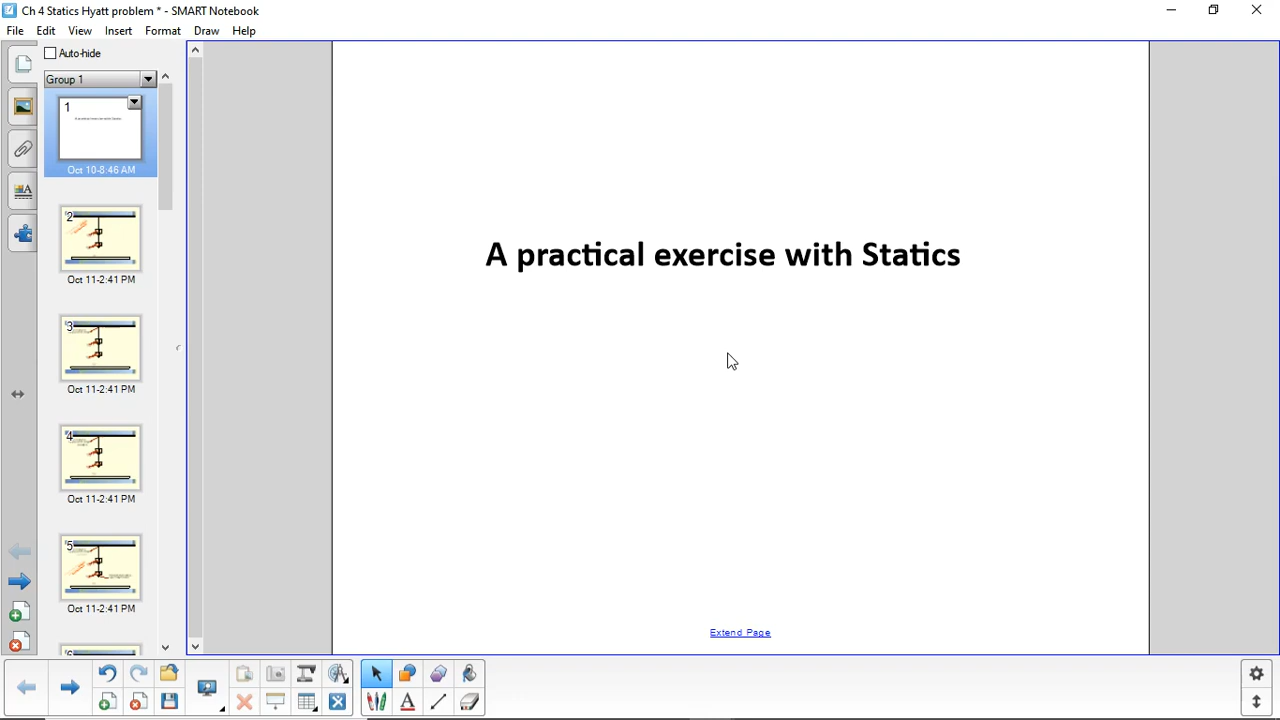 Ch 4 Statics Hyatt problem * - SMART Notebook
File Edit View Insert Format Draw Help
Auto-hide
Group 1
1
Oct 10-8:46 AM
2
Oct 11-2:41 PM
3
Oct 11-2:41 PM
4
Oct 11-2:41 PM
5
Oct 11-2:41 PM
A practical exercise with Statics
Extend Page